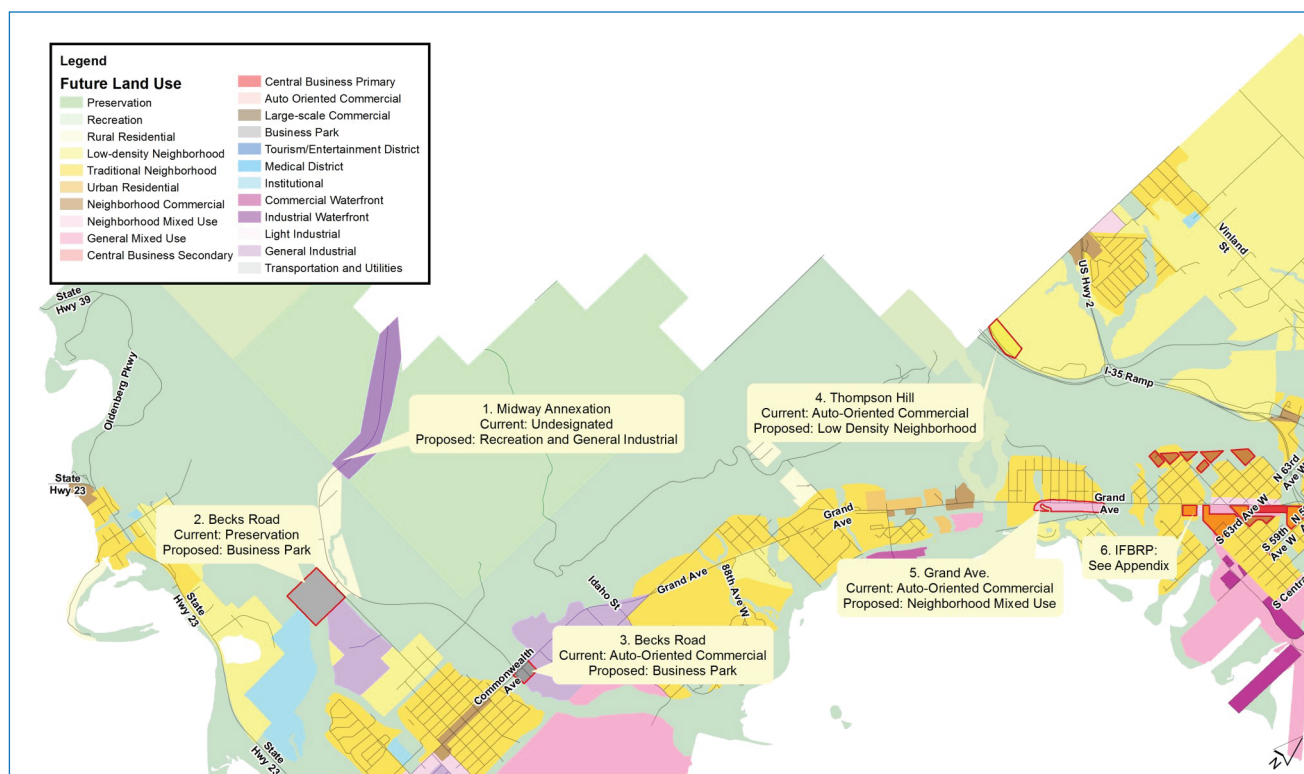 Legend
Future Land Use
Preservation
Recreation
Rural Residential
Low-density Neighborhood
Traditional Neighborhood
Urban Residential
Neighborhood Commercial
Neighborhood Mixed Use
General Mixed Use
Central Business Secondary
Central Business Primary
Auto Oriented Commercial
Large-scale Commercial
Business Park
Tourism/Entertainment District
Medical District
Institutional
Commercial Waterfront
Industrial Waterfront
Light Industrial
General Industrial
Transportation and Utilities
State
Hwy 39
Oldenberg Pkwy
Vinland
St
US Hwy 2
I-35 Ramp
1. Midway Annexation
Current: Undesignated
Proposed: Recreation and General Industrial
4. Thompson Hill
Current: Auto-Oriented Commercial
Proposed: Low Density Neighborhood
State
Hwy 23
2. Becks Road
Current: Preservation
Proposed: Business Park
Grand
Ave
Grand
Ave
N 63rd
Ave W
S 63rd Ave W
S 59th
Ave W
6. IFBRP:
See Appendix
5. Grand Ave.
Current: Auto-Oriented Commercial
Proposed: Neighborhood Mixed Use
Grand Ave
88th Ave W
Idaho St
State
Hwy 23
3. Becks Road
Current: Auto-Oriented Commercial
Proposed: Business Park
Commonwealth
Ave
State
Hwy 23
N